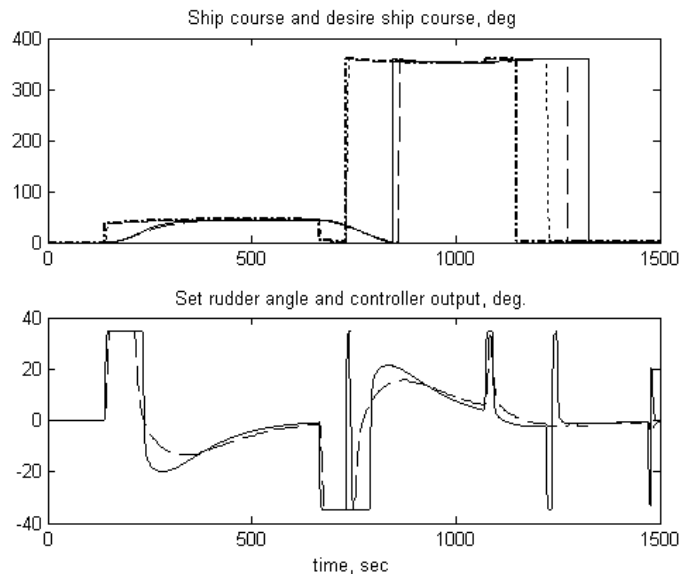 Ship course and desire ship course, deg
400
300
200
100
0
0 500 1000 1500
Set rudder angle and controller output, deg.
40
20
0
-20
-40
0 500 1000 1500
time, sec